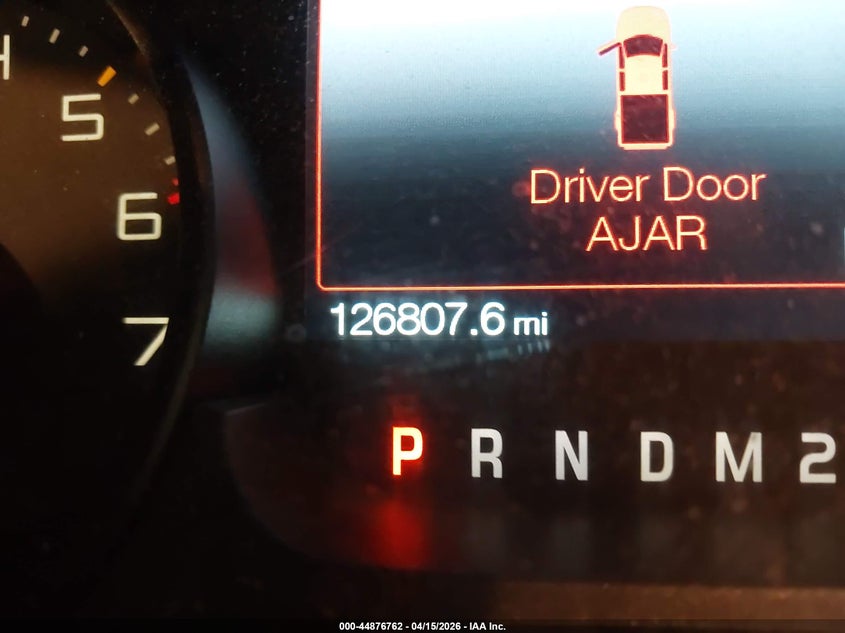 5
6
7
Driver Door
AJAR
126807.6 mi
P R N D M 2
000-44876762 - 04/15/2026 - IAA Inc.